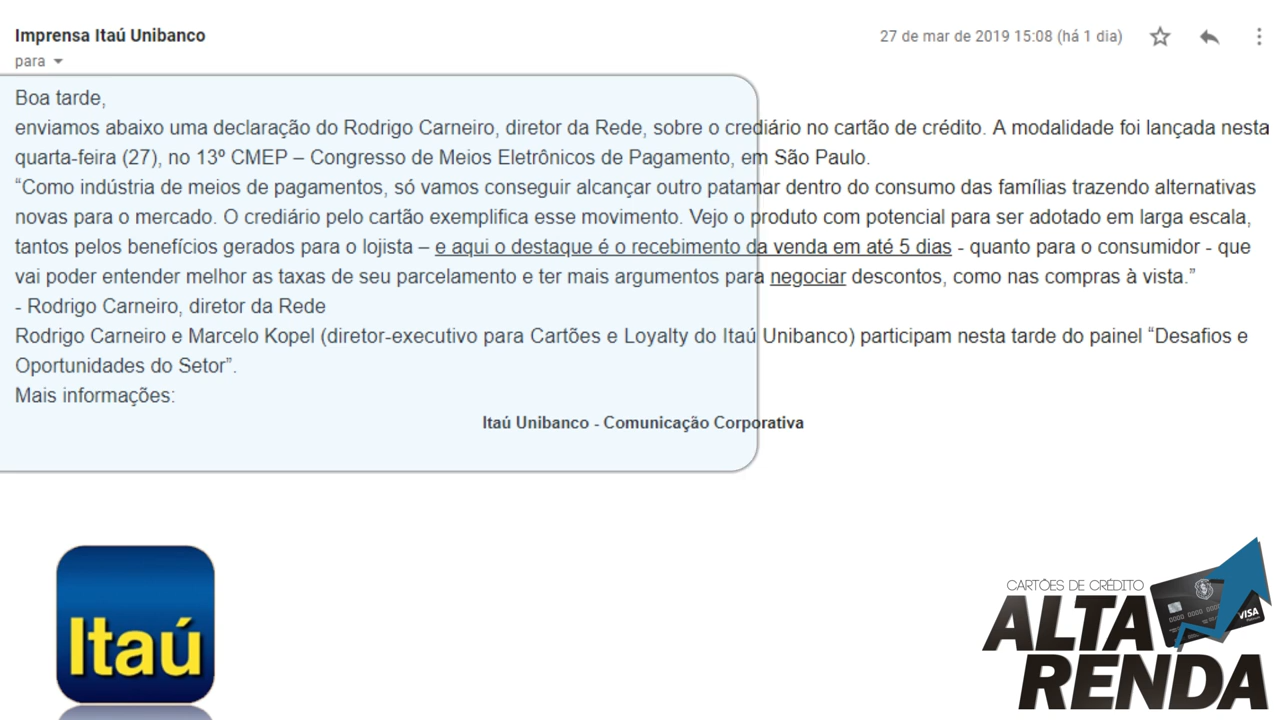 Imprensa Itaú Unibanco
27 de mar de 2019 15:08 (há 1 dia)
para
Boa tarde,
enviamos abaixo uma declaração do Rodrigo Carneiro, diretor da Rede, sobre o crediário no cartão de crédito. A modalidade foi lançada nesta
quarta-feira (27), no 13º CMEP – Congresso de Meios Eletrônicos de Pagamento, em São Paulo.
“Como indústria de meios de pagamentos, só vamos conseguir alcançar outro patamar dentro do consumo das famílias trazendo alternativas
novas para o mercado. O crediário pelo cartão exemplifica esse movimento. Vejo o produto com potencial para ser adotado em larga escala,
tantos pelos benefícios gerados para o lojista – e aqui o destaque é o recebimento da venda em até 5 dias - quanto para o consumidor - que
vai poder entender melhor as taxas de seu parcelamento e ter mais argumentos para negociar descontos, como nas compras à vista.”
- Rodrigo Carneiro, diretor da Rede
Rodrigo Carneiro e Marcelo Kopel (diretor-executivo para Cartões e Loyalty do Itaú Unibanco) participam nesta tarde do painel “Desafios e
Oportunidades do Setor”.
Mais informações:
Itaú Unibanco - Comunicação Corporativa
Itaú
CARTÕES DE CRÉDITO
ALTA
RENDA
VISA